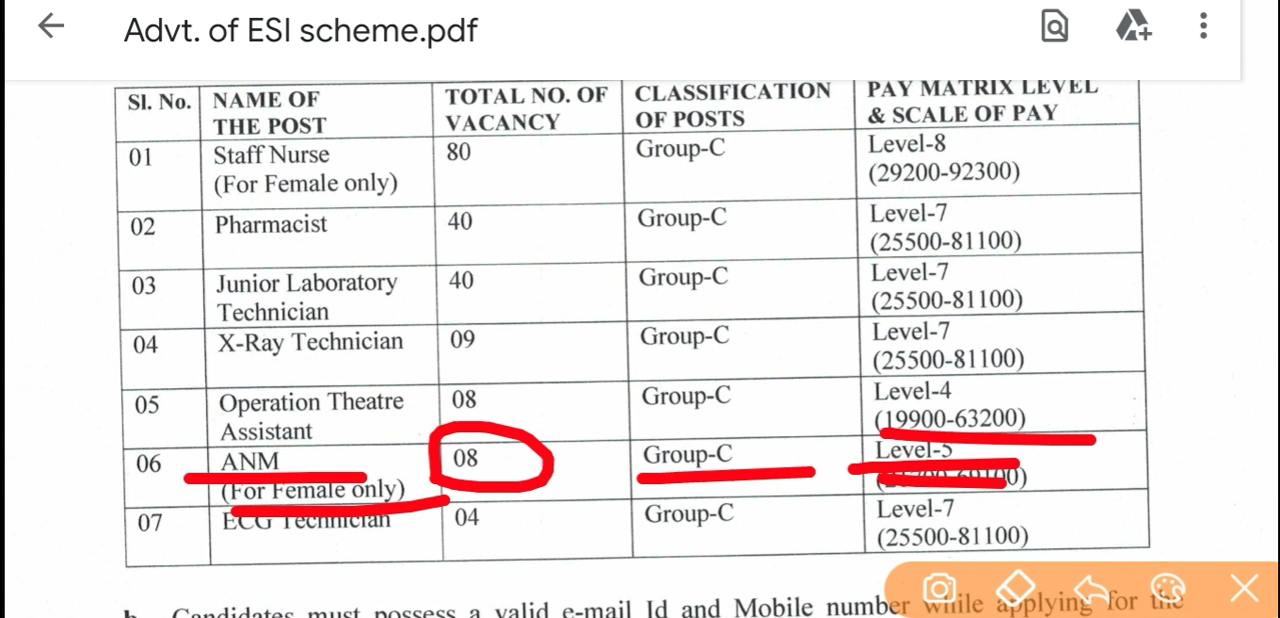 Advt. of ESI scheme.pdf
Sl. No. NAME OF THE POST TOTAL NO. OF VACANCY CLASSIFICATION OF POSTS PAY MATRIX LEVEL & SCALE OF PAY
01 Staff Nurse (For Female only) 80 Group-C Level-8 (29200-92300)
02 Pharmacist 40 Group-C Level-7 (25500-81100)
03 Junior Laboratory Technician 40 Group-C Level-7 (25500-81100)
04 X-Ray Technician 09 Group-C Level-7 (25500-81100)
05 Operation Theatre Assistant 08 Group-C Level-4 (19900-63200)
06 ANM (For Female only) 08 Group-C Level-5
07 ECG Technician 04 Group-C Level-7 (25500-81100)
Candidates must possess a valid e-mail Id and Mobile number while applying for the